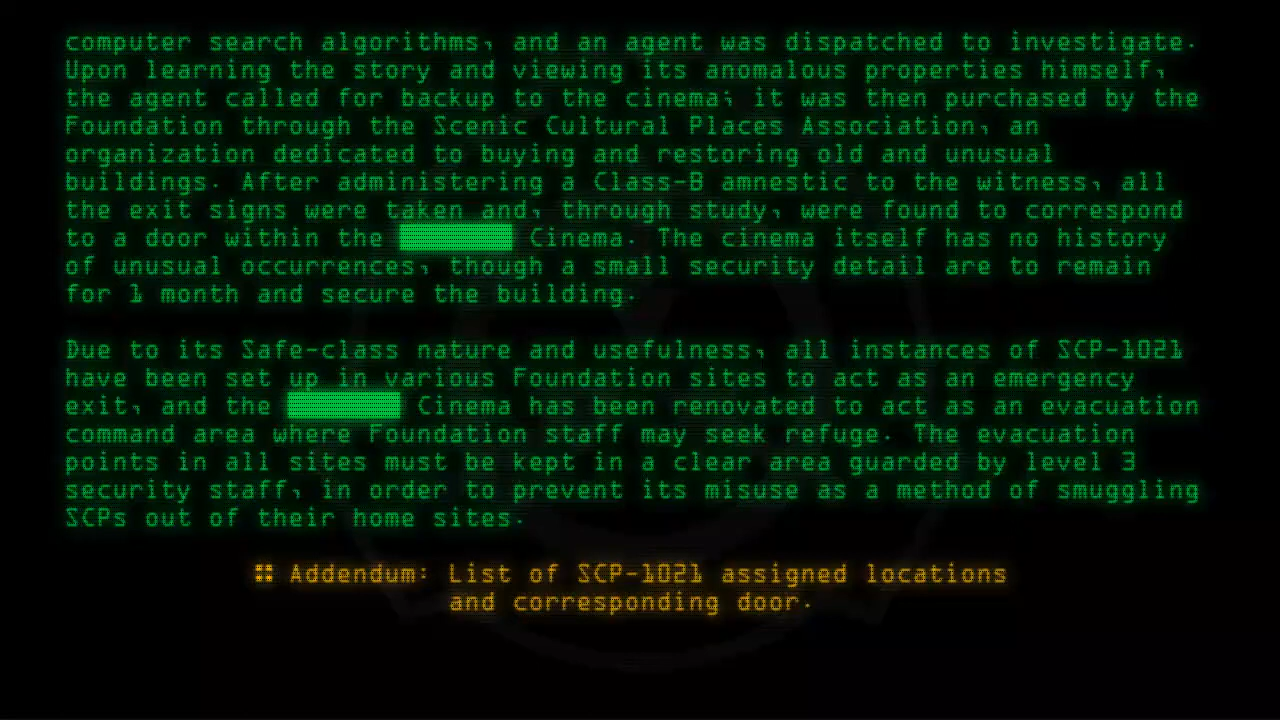 computer search algorithms, and an agent was dispatched to investigate.
Upon learning the story and viewing its anomalous properties himself,
the agent called for backup to the cinema; it was then purchased by the
Foundation through the Scenic Cultural Places Association, an
organization dedicated to buying and restoring old and unusual
buildings. After administering a Class-B amnestic to the witness, all
the exit signs were taken and, through study, were found to correspond
to a door within the ███████ Cinema. The cinema itself has no history
of unusual occurrences, though a small security detail are to remain
for 1 month and secure the building.
Due to its Safe-class nature and usefulness, all instances of SCP-1021
have been set up in various Foundation sites to act as an emergency
exit, and the ███████ Cinema has been renovated to act as an evacuation
command area where Foundation staff may seek refuge. The evacuation
points in all sites must be kept in a clear area guarded by level 3
security staff, in order to prevent its misuse as a method of smuggling
SCPs out of their home sites.
:: Addendum: List of SCP-1021 assigned locations
and corresponding door.